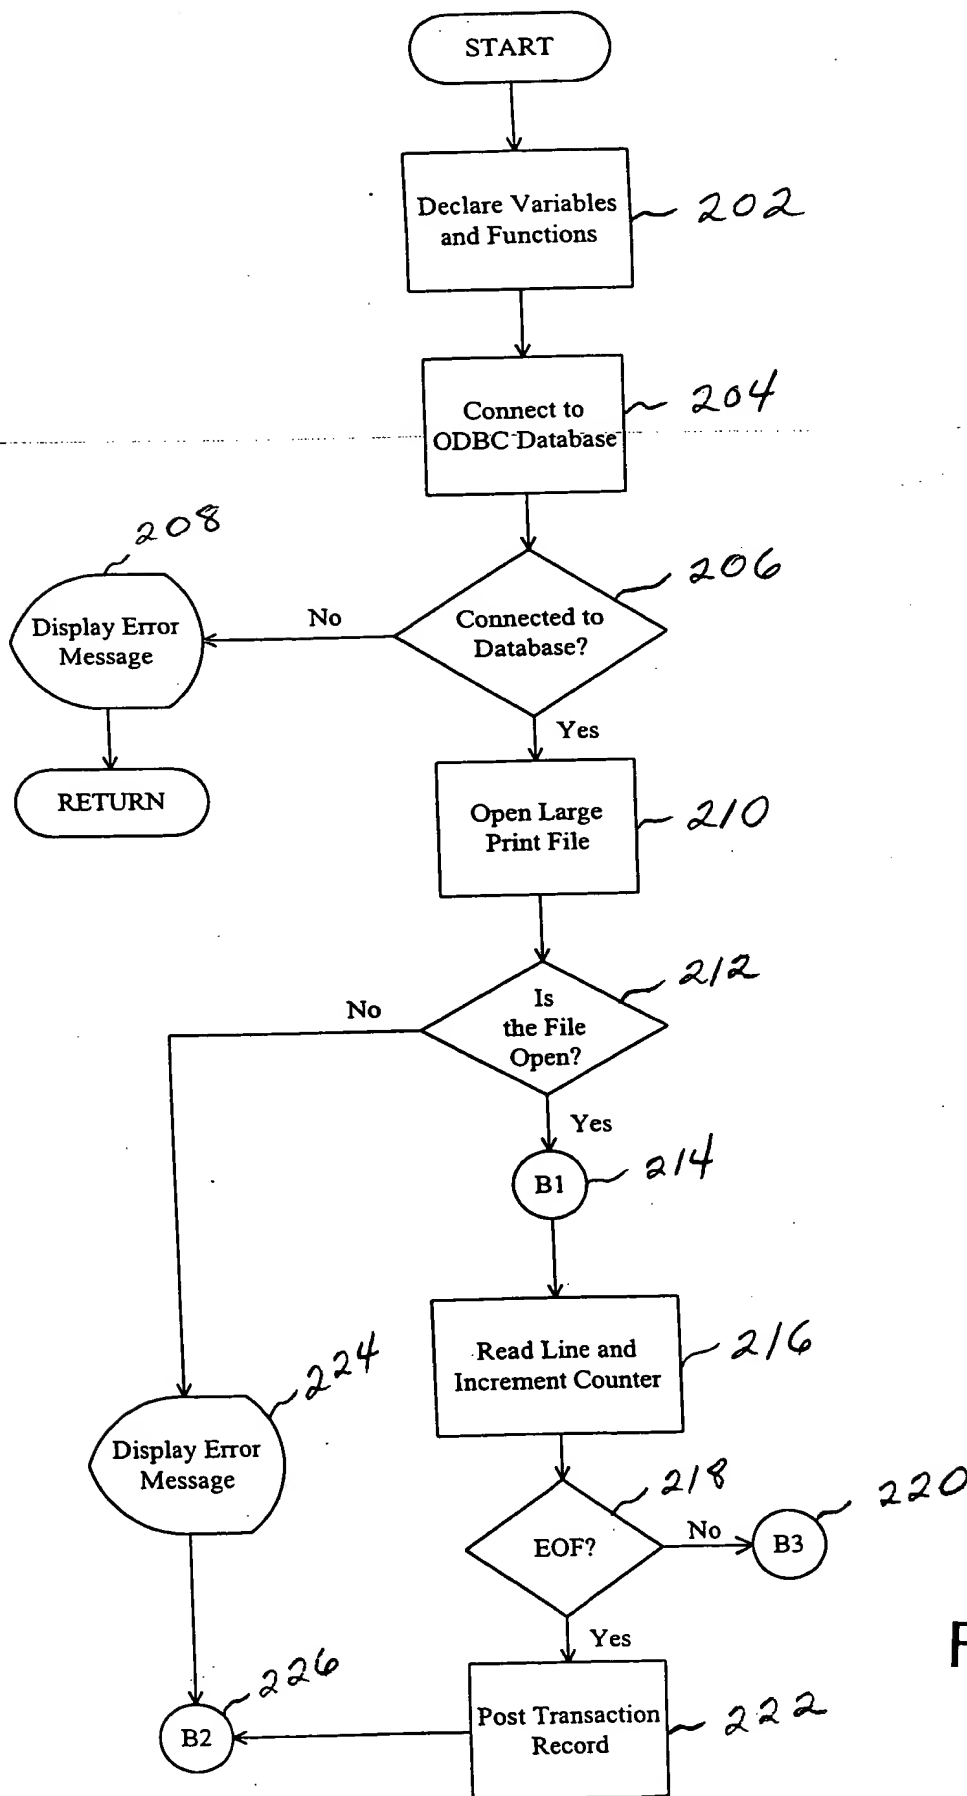 START
Declare Variables
and Functions
202
Connect to
ODBC Database
204
208
206
Display Error
Message
No
Connected to
Database?
Yes
RETURN
Open Large
Print File
210
212
No
Is
the File
Open?
Yes
B1
214
Read Line and
Increment Counter
216
224
Display Error
Message
218
220
EOF?
No
B3
Yes
226
B2
Post Transaction
Record
222
F